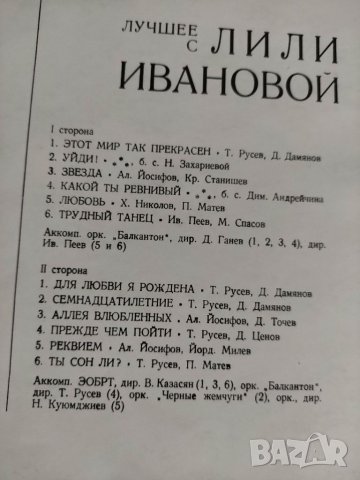 ЛУЧШЕЕ
С ЛИЛИ
ИВАНОВОЙ
I сторона
1. ЭТОТ МИР ТАК ПРЕКРАСЕН • Т. Русев, Д. Дамянов
2. УЙДИ! • *** б. с. Н. Захариевой
3. ЗВЕЗДА • Ал. Йосифов, Кр. Станишев
4. КАКОЙ ТЫ РЕВНИВЫЙ • ***, б. с. Дим. Андрейчина
5. ЛЮБОВЬ • Х. Николов, П. Матев
6. ТРУДНЫЙ ТАНЕЦ • Ив. Пеев, М. Спасов
Аккомп. орк. „Балкантон", дир. Д. Ганев (1, 2, 3, 4), дир.
Ив. Пеев (5 и 6)
II сторона
1. ДЛЯ ЛЮБВИ Я РОЖДЕНА • Т. Русев, Д. Дамянов
2. СЕМНАДЦАТИЛЕТНИЕ • Т. Русев, Д. Дамянов
3. АЛЛЕЯ ВЛЮБЛЕННЫХ • Ал. Йосифов, Д. Точев
4. ПРЕЖДЕ ЧЕМ ПОЙТИ • Т. Русев, Д. Ценов
5. РЕКВИЕМ • Ал. Йосифов, Йорд. Милев
6. ТЫ СОН ЛИ? • Т. Русев, П. Матев
Аккомп. ЭОБРТ, дир. В. Казасян (1, 3, 6), орк. „Балкантон",
дир. Т. Русев (4), орк. „Черные жемчуги" (2), орк., дир.
Н. Куюмджиев (5)
BAZAR
bg